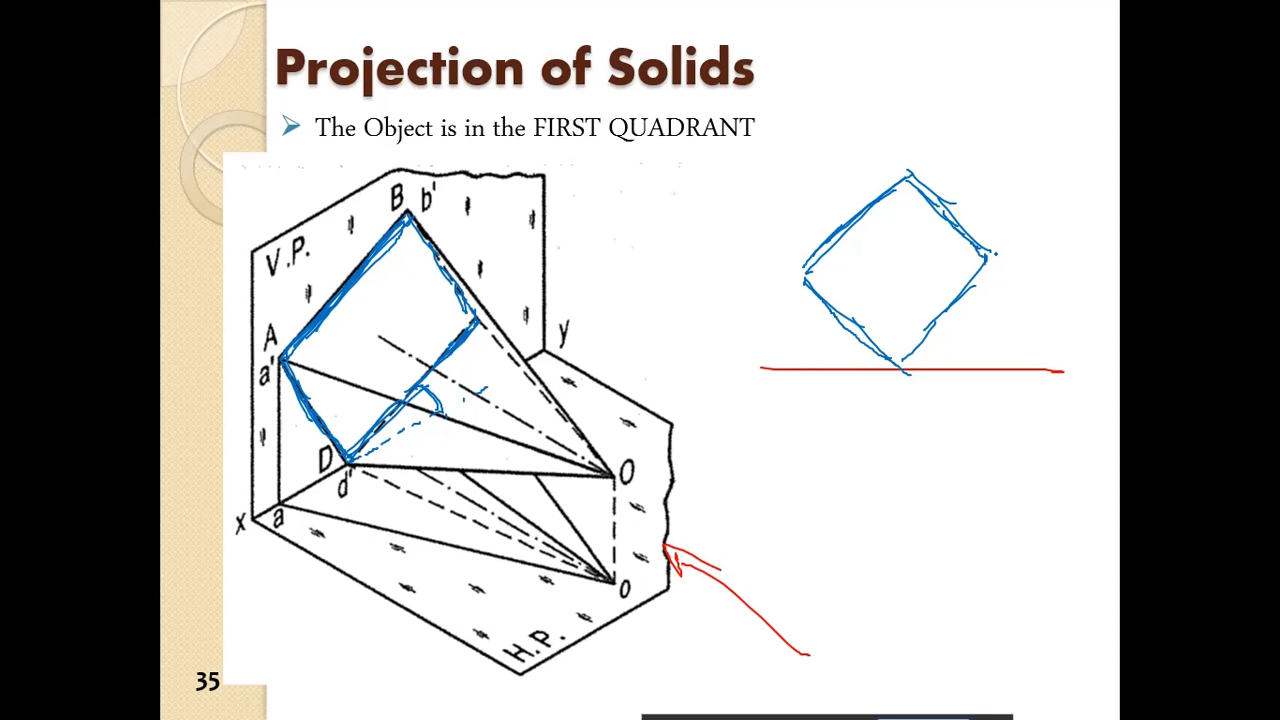 Projection of Solids
The Object is in the FIRST QUADRANT
B b'
V.P.
A
a'
y
D
d'
O
x
a
o
H.P.
35